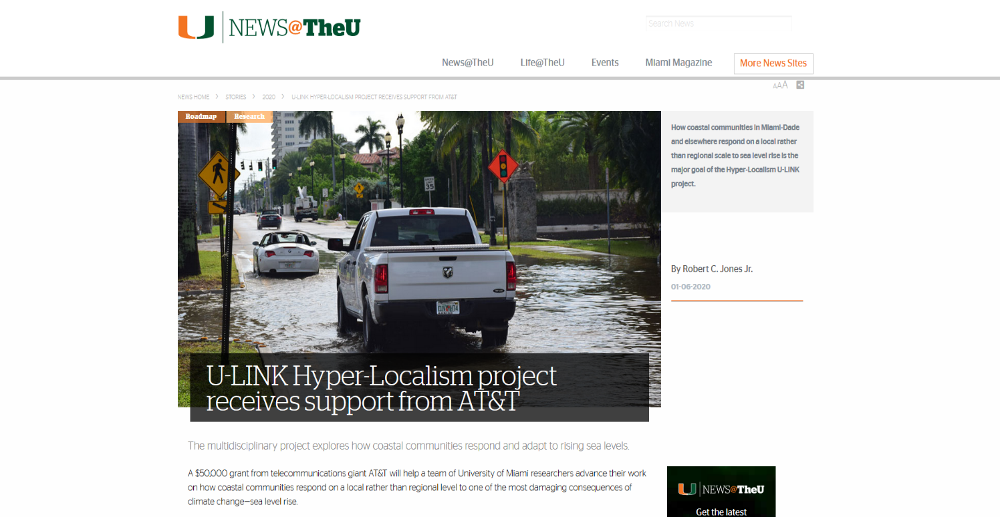 U NEWS@TheU
Search News
News@TheU Life@TheU Events Miami Magazine More News Sites
AAA
NEWS HOME > STORIES > 2020 > U-LINK HYPER-LOCALISM PROJECT RECEIVES SUPPORT FROM AT&T
Roadmap Research
SPEED
LIMIT
35
How coastal communities in Miami-Dade
and elsewhere respond on a local rather
than regional scale to sea level rise is the
major goal of the Hyper-Localism U-LINK
project.
By Robert C. Jones Jr.
01-06-2020
U-LINK Hyper-Localism project
receives support from AT&T
The multidisciplinary project explores how coastal communities respond and adapt to rising sea levels.
A $50,000 grant from telecommunications giant AT&T will help a team of University of Miami researchers advance their work
on how coastal communities respond on a local rather than regional level to one of the most damaging consequences of
climate change—sea level rise.
U NEWS@TheU
Get the latest